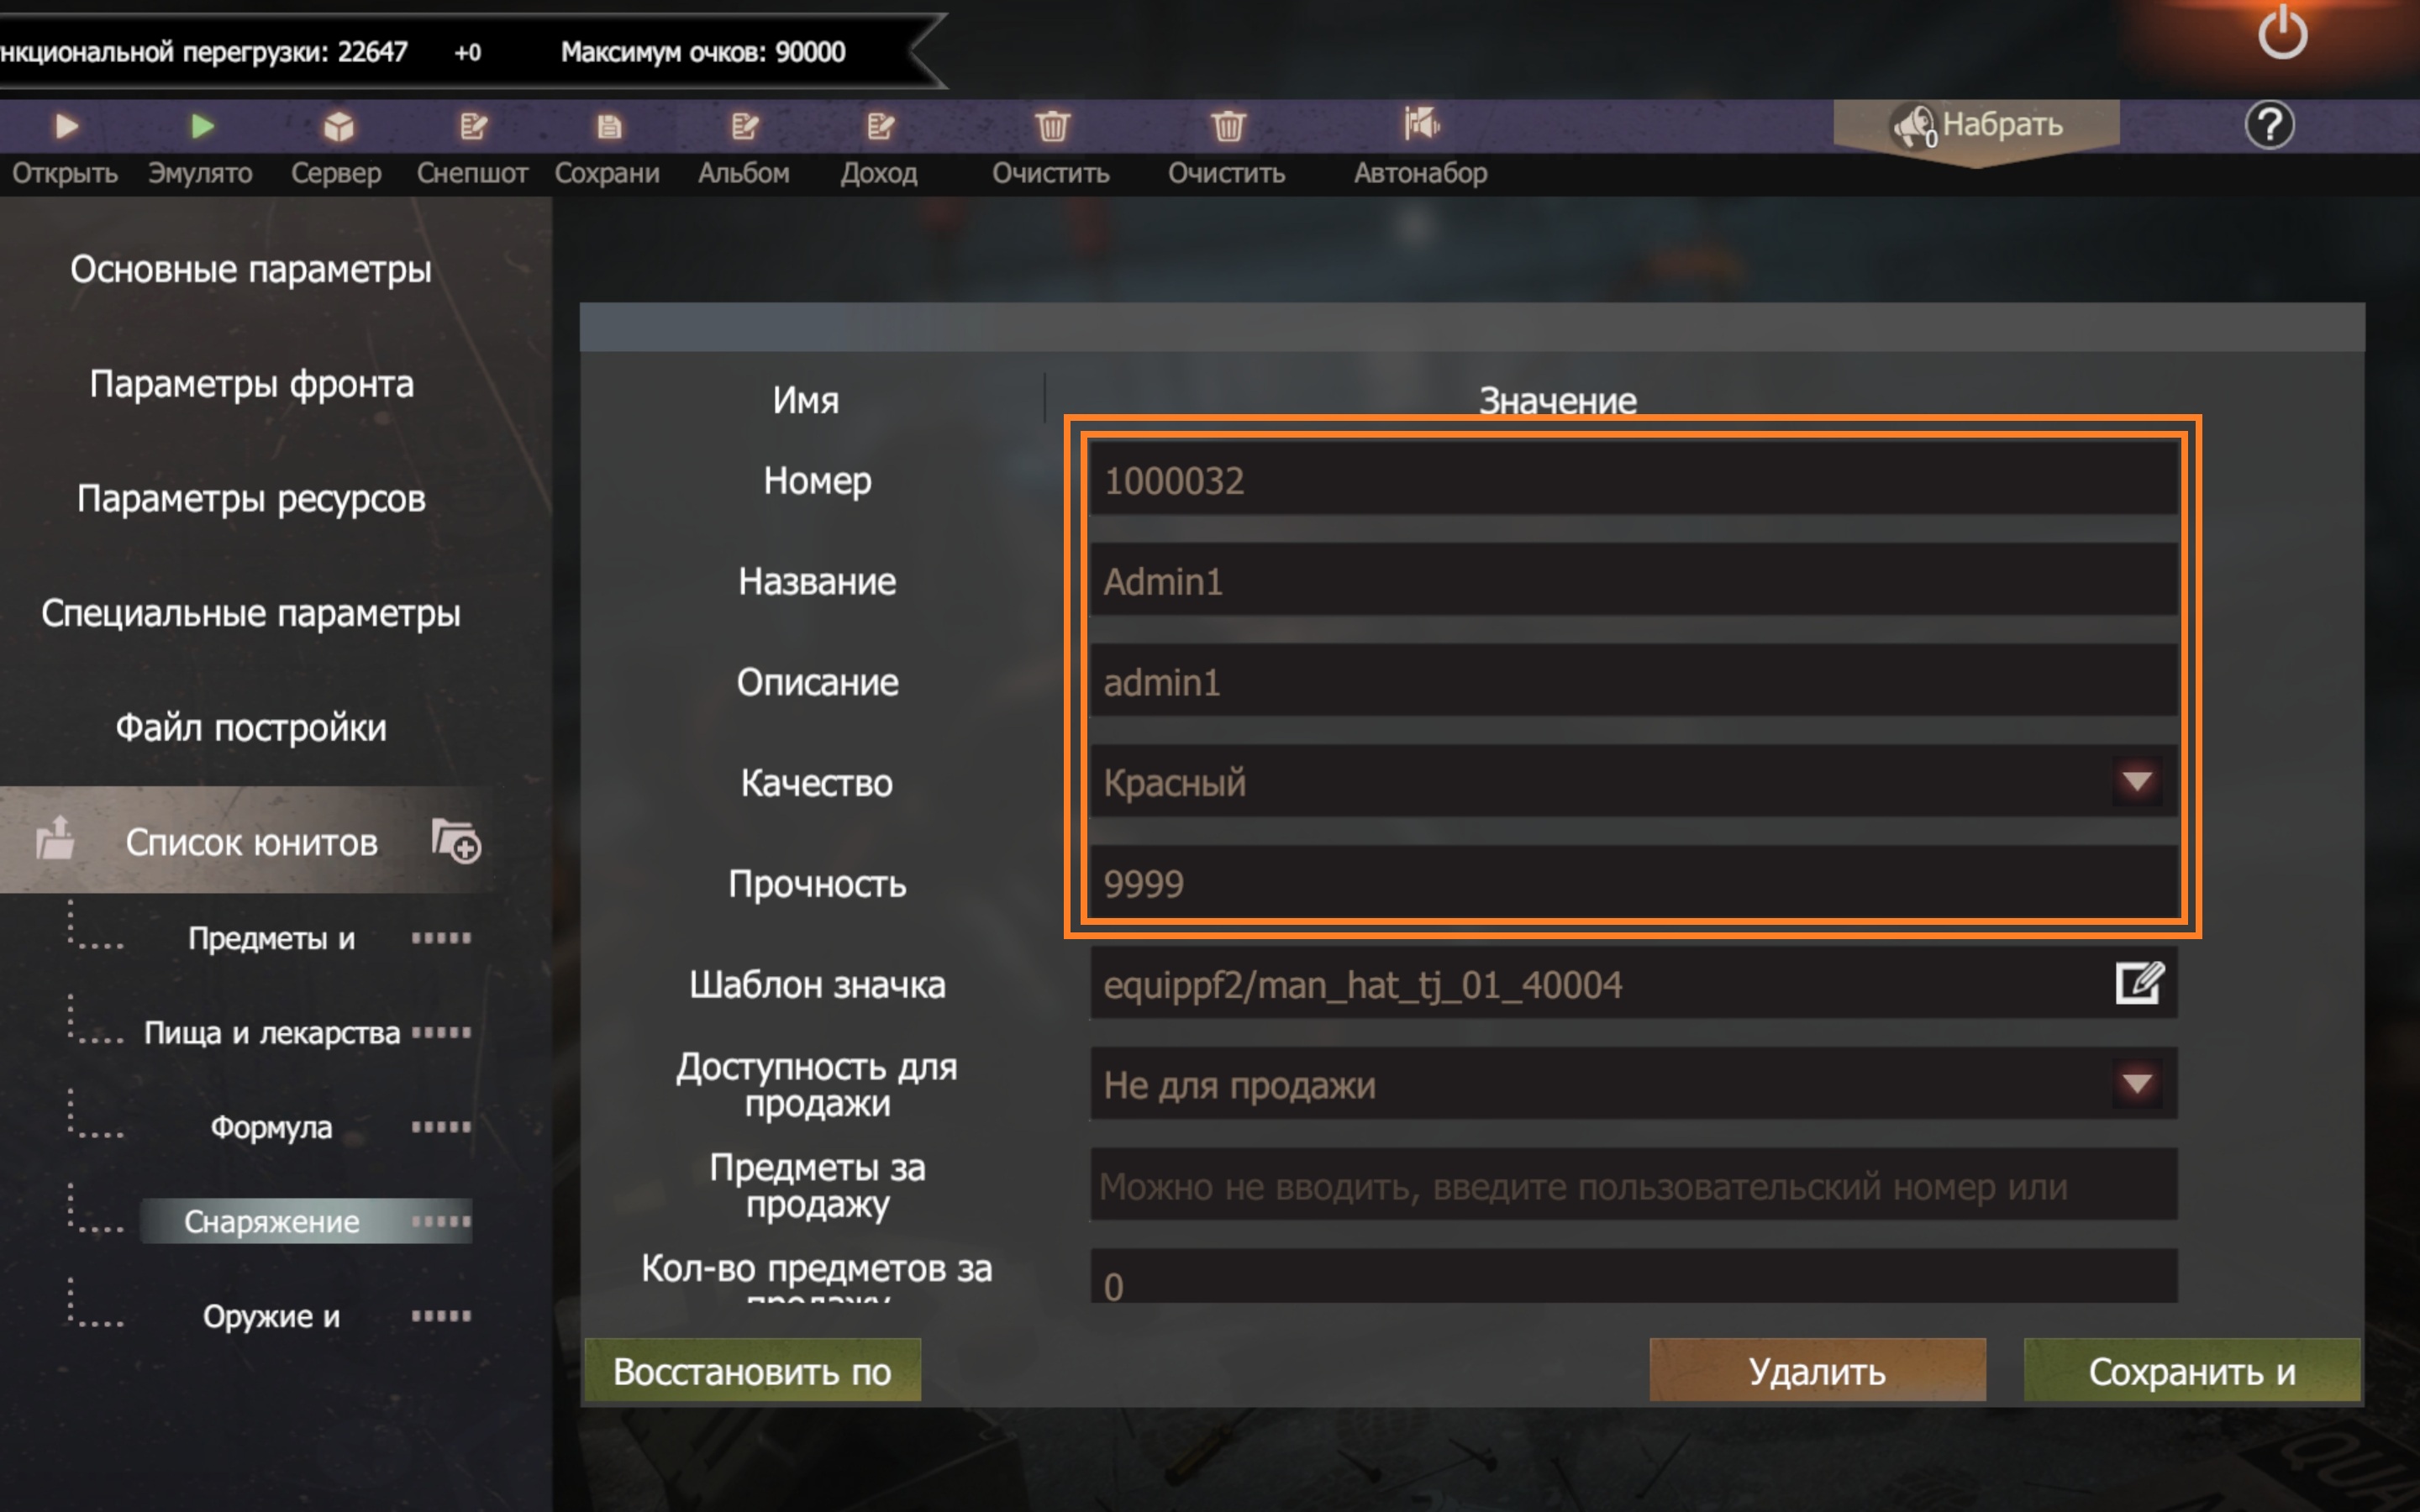 нкциональной перегрузки: 22647 +0 Максимум очков: 90000
0 Набрать ?
Открыть Эмулято Сервер Снепшот Сохрани Альбом Доход Очистить Очистить Автонабор
Основные параметры
Параметры фронта
Параметры ресурсов
Специальные параметры
Файл постройки
Список юнитов
Предметы и
Пища и лекарства
Формула
Снаряжение
Оружие и
Имя Значение
Номер 1000032
Название Admin1
Описание admin1
Качество Красный
Прочность 9999
Шаблон значка equippf2/man_hat_tj_01_40004
Доступность для
продажи
Не для продажи
Предметы за
продажу
Можно не вводить, введите пользовательский номер или
Кол-во предметов за
продажу
0
Восстановить по Удалить Сохранить и
QUA